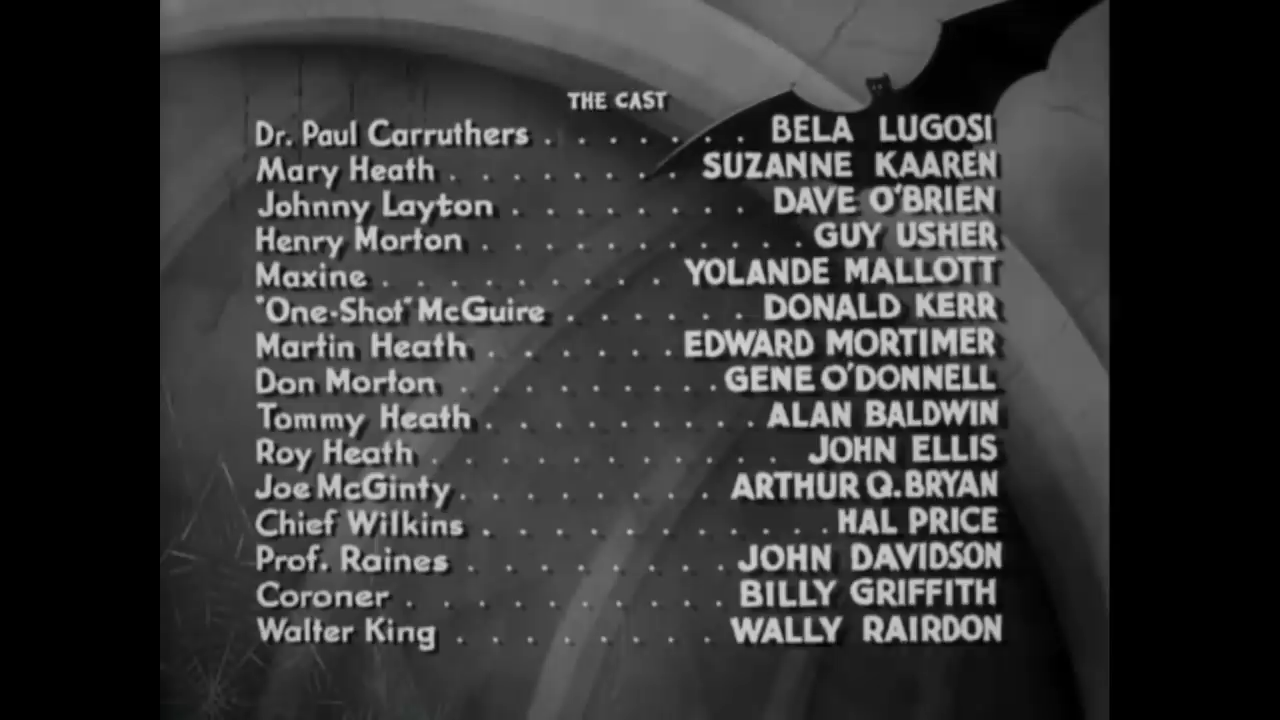 THE CAST
Dr. Paul Carruthers . . . . . . . BELA LUGOSI
Mary Heath . . . . . . . . SUZANNE KAAREN
Johnny Layton . . . . . . . . DAVE O'BRIEN
Henry Morton . . . . . . . . . . . GUY USHER
Maxine . . . . . . . . . YOLANDE MALLOTT
"One-Shot" McGuire . . . . . . DONALD KERR
Martin Heath . . . . . . EDWARD MORTIMER
Don Morton . . . . . . . . . GENE O'DONNELL
Tommy Heath . . . . . . . . . ALAN BALDWIN
Roy Heath . . . . . . . . . . . JOHN ELLIS
Joe McGinty . . . . . . . . ARTHUR Q. BRYAN
Chief Wilkins . . . . . . . . . . . . HAL PRICE
Prof. Raines . . . . . . . . JOHN DAVIDSON
Coroner . . . . . . . . . . BILLY GRIFFITH
Walter King . . . . . . . . WALLY RAIRDON